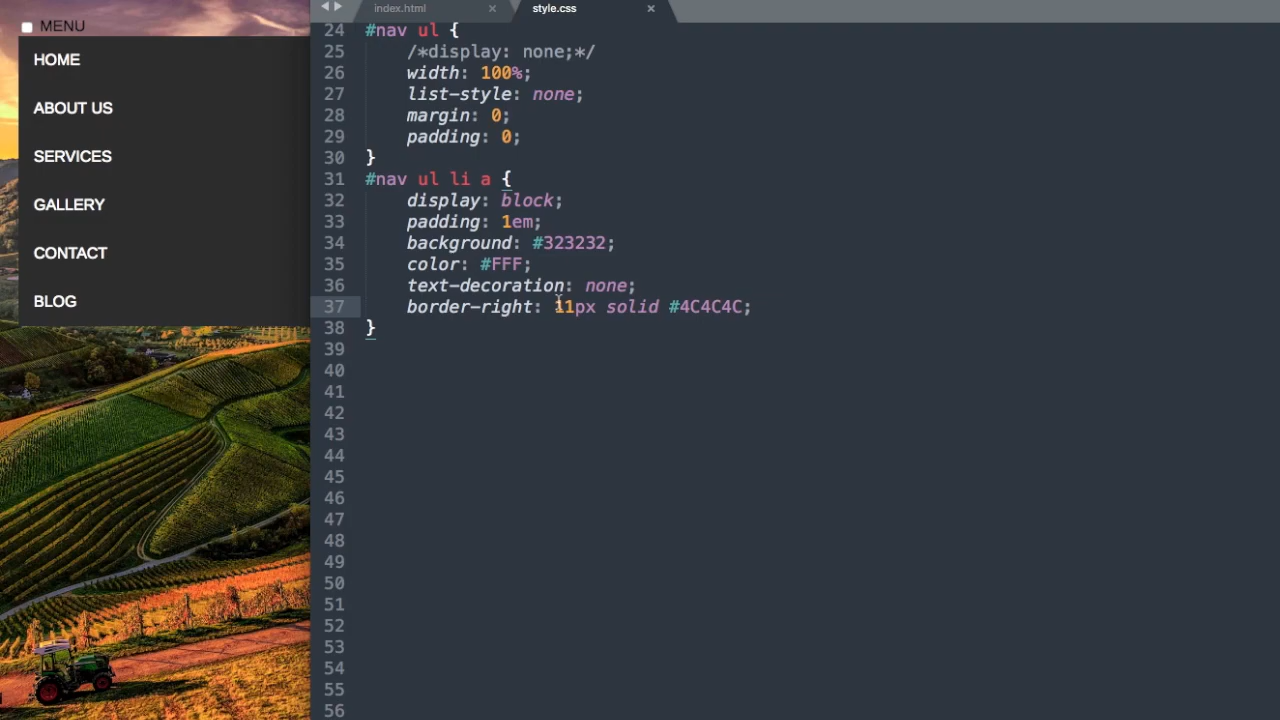 MENU
HOME
ABOUT US
SERVICES
GALLERY
CONTACT
BLOG
index.html
style.css
24 #nav ul {
25 /*display: none;*/
26 width: 100%;
27 list-style: none;
28 margin: 0;
29 padding: 0;
30 }
31 #nav ul li a {
32 display: block;
33 padding: 1em;
34 background: #323232;
35 color: #FFF;
36 text-decoration: none;
37 border-right: 11px solid #4C4C4C;
38 }
39
40
41
42
43
44
45
46
47
48
49
50
51
52
53
54
55
56